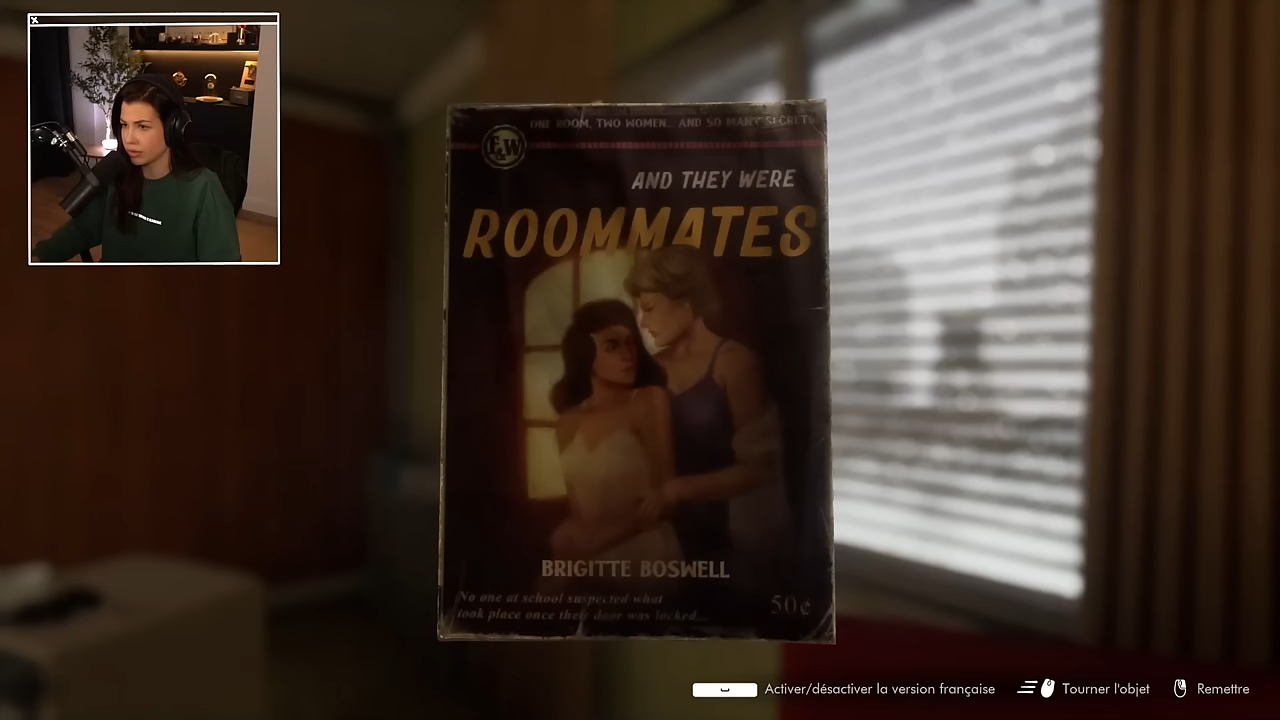 ONE ROOM, TWO WOMEN... AND SO MANY SECRETS
F&W
AND THEY WERE
ROOMMATES
BRIGITTE BOSWELL
No one at school suspected what
took place once their door was locked...
50¢
Activer/désactiver la version française
Tourner l'objet
Remettre